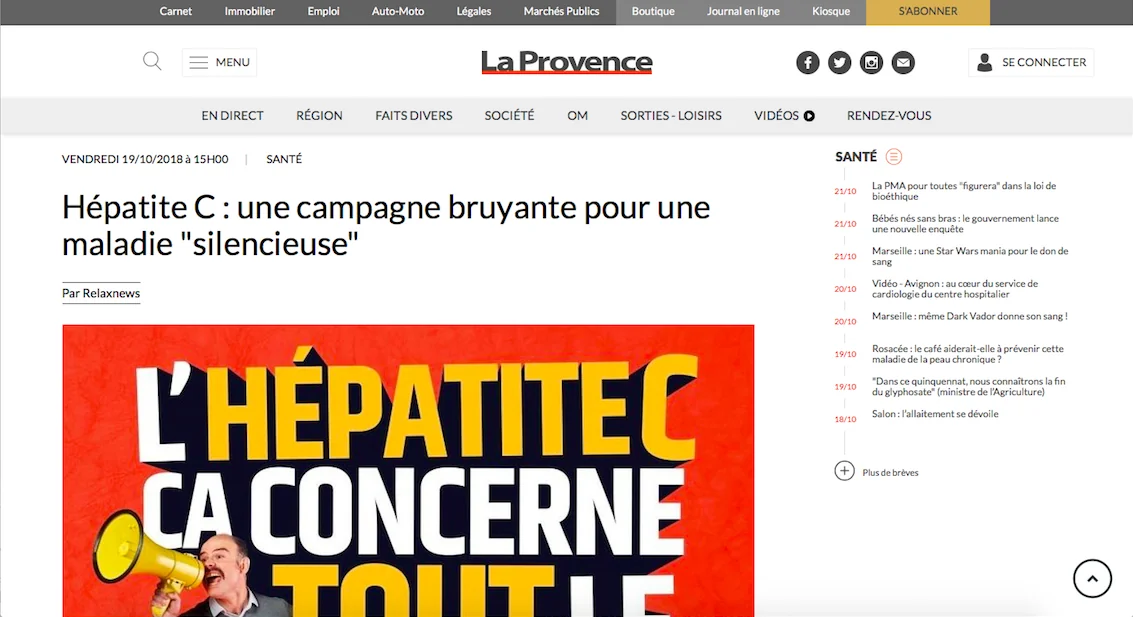 Carnet Immobilier Emploi Auto-Moto Légales Marchés Publics Boutique Journal en ligne Kiosque S'ABONNER
MENU
La Provence
SE CONNECTER
EN DIRECT RÉGION FAITS DIVERS SOCIÉTÉ OM SORTIES - LOISIRS VIDÉOS RENDEZ-VOUS
VENDREDI 19/10/2018 à 15H00 | SANTÉ
Hépatite C : une campagne bruyante pour une
maladie "silencieuse"
Par Relaxnews
L'HÉPATITE C
ÇA CONCERNE
TOUT LE
SANTÉ
21/10 La PMA pour toutes "figurera" dans la loi de
bioéthique
21/10 Bébés nés sans bras : le gouvernement lance
une nouvelle enquête
21/10 Marseille : une Star Wars mania pour le don de
sang
20/10 Vidéo - Avignon : au cœur du service de
cardiologie du centre hospitalier
20/10 Marseille : même Dark Vador donne son sang !
19/10 Rosacée : le café aiderait-elle à prévenir cette
maladie de la peau chronique ?
19/10 "Dans ce quinquennat, nous connaîtrons la fin
du glyphosate" (ministre de l'Agriculture)
18/10 Salon : l'allaitement se dévoile
Plus de brèves